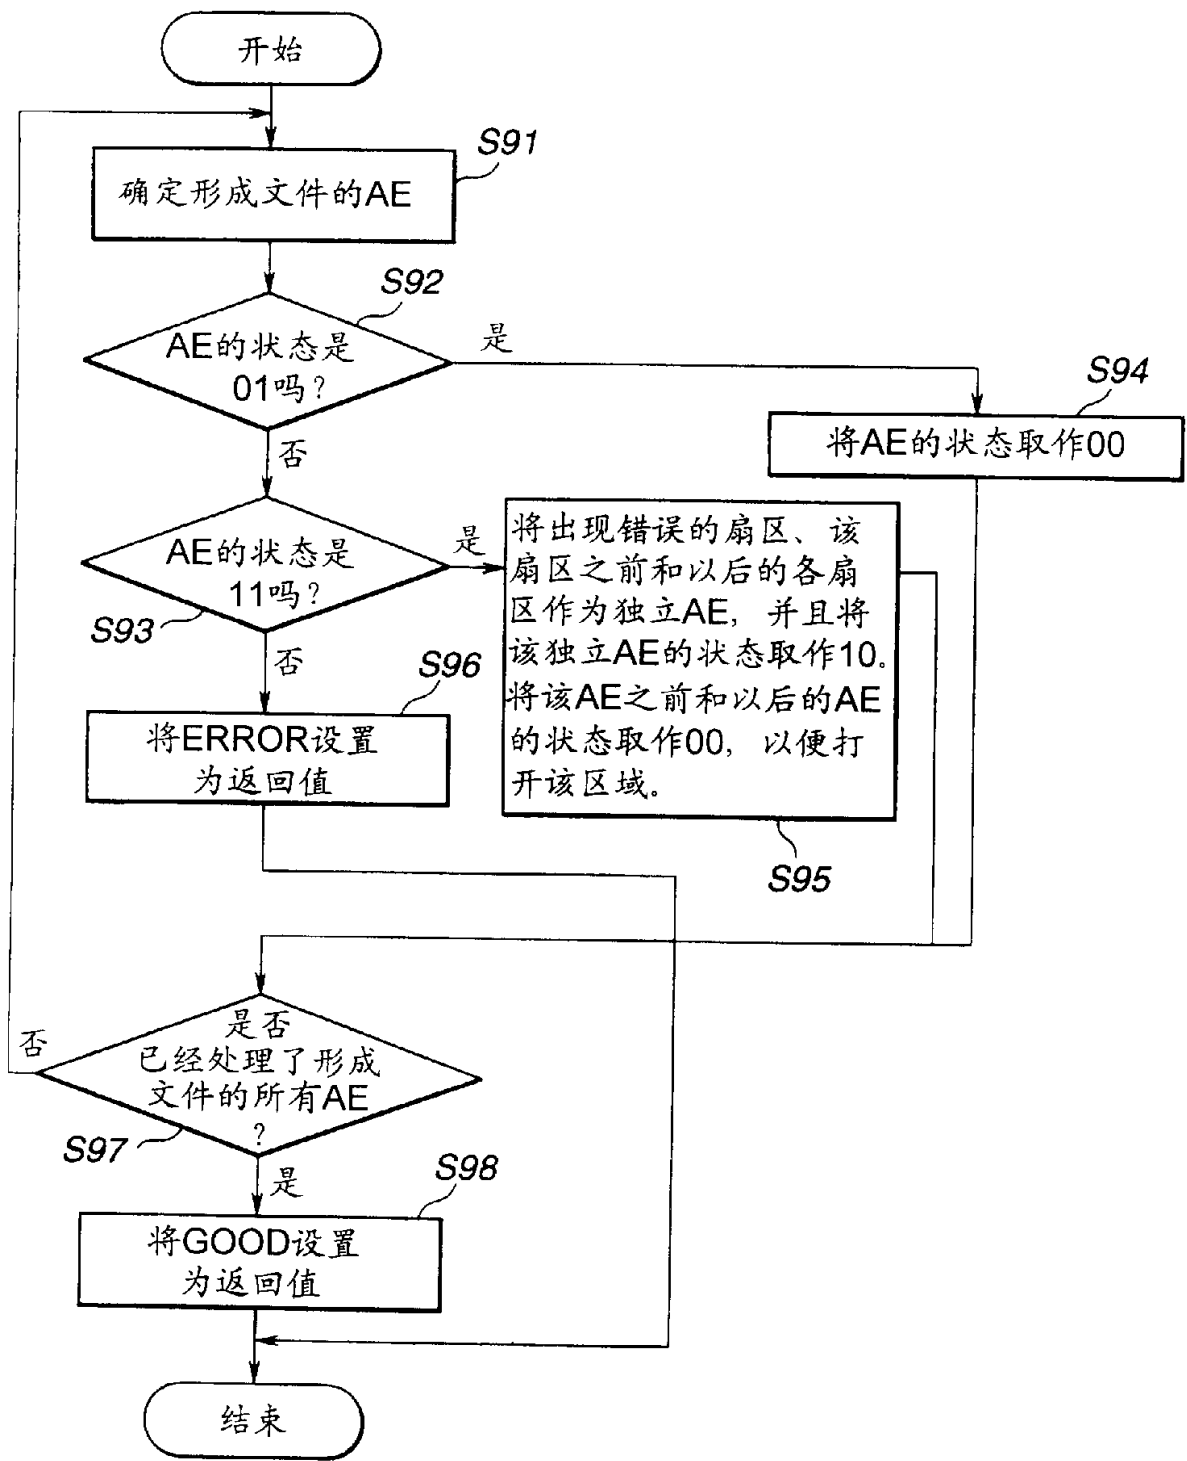 开始
S91
确定形成文件的AE
S92
AE的状态是
01吗?
是
S94
将AE的状态取作00
否
AE的状态是
11吗?
S93
是
将出现错误的扇区、该
扇区之前和以后的各扇
区作为独立AE, 并且将
该独立AE的状态取作10。
将该AE之前和以后的AE
的状态取作00, 以便打
开该区域。
S95
否
S96
将ERROR设置
为返回值
否
是否
已经处理了形成
文件的所有AE
?
S97
是
S98
将GOOD设置
为返回值
结束